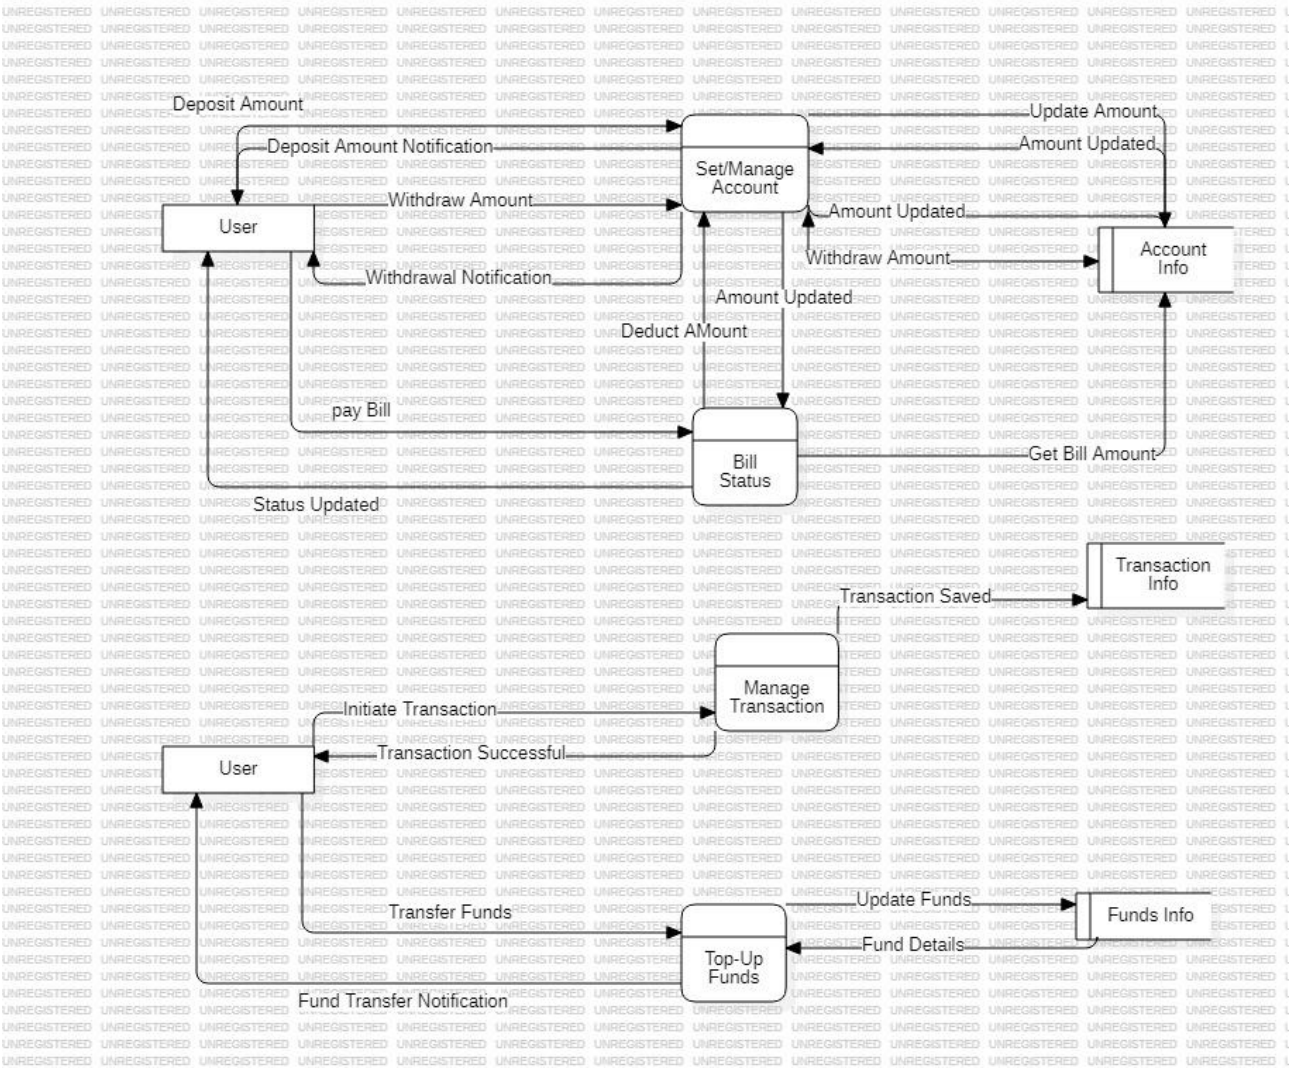 Deposit Amount
Update Amount
Deposit Amount Notification
Amount Updated
Set/Manage
Account
Withdraw Amount
Amount Updated
User
Account
Info
Withdraw Amount
Withdrawal Notification
Amount Updated
Deduct AMount
pay Bill
Bill
Status
Get Bill Amount
Status Updated
Transaction
Info
Transaction Saved
Manage
Transaction
Initiate Transaction
Transaction Successful
User
Update Funds
Transfer Funds
Funds Info
Fund Details
Top-Up
Funds
Fund Transfer Notification
UNREGISTERED